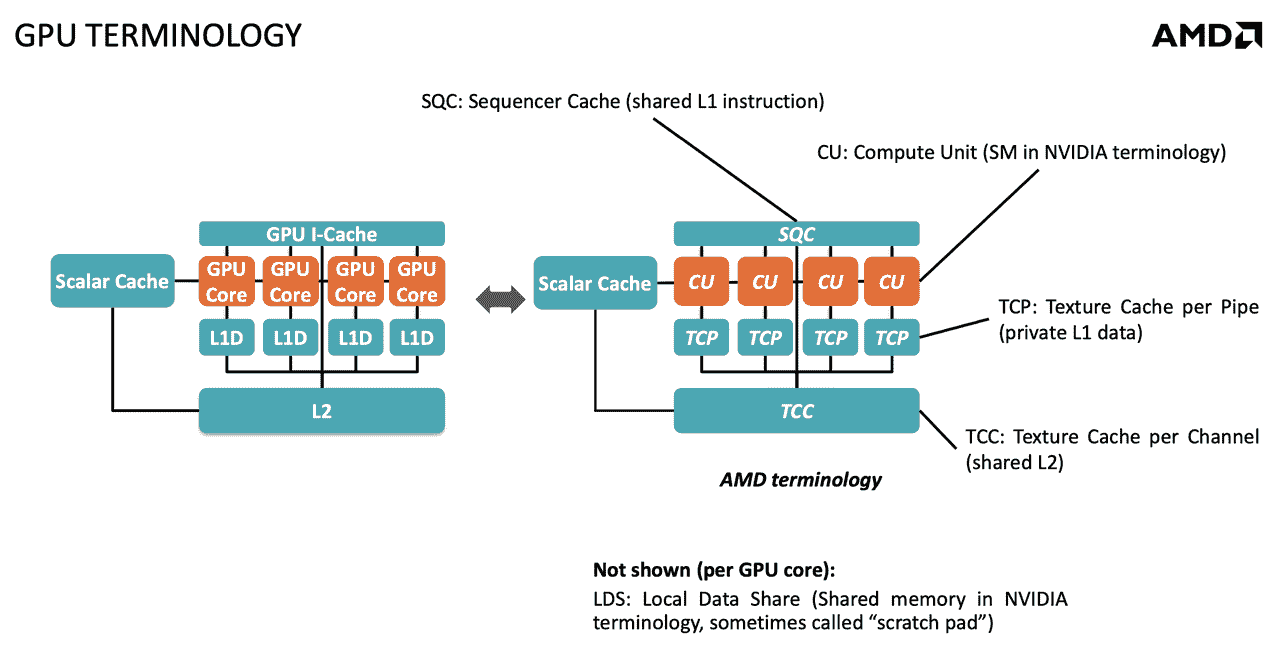 GPU TERMINOLOGY
AMD
SQC: Sequencer Cache (shared L1 instruction)
CU: Compute Unit (SM in NVIDIA terminology)
GPU I-Cache
Scalar Cache
GPU Core
GPU Core
GPU Core
GPU Core
L1D
L1D
L1D
L1D
L2
SQC
Scalar Cache
CU
CU
CU
CU
TCP
TCP
TCP
TCP
TCC
TCP: Texture Cache per Pipe
(private L1 data)
TCC: Texture Cache per Channel
(shared L2)
AMD terminology
Not shown (per GPU core):
LDS: Local Data Share (Shared memory in NVIDIA
terminology, sometimes called “scratch pad”)